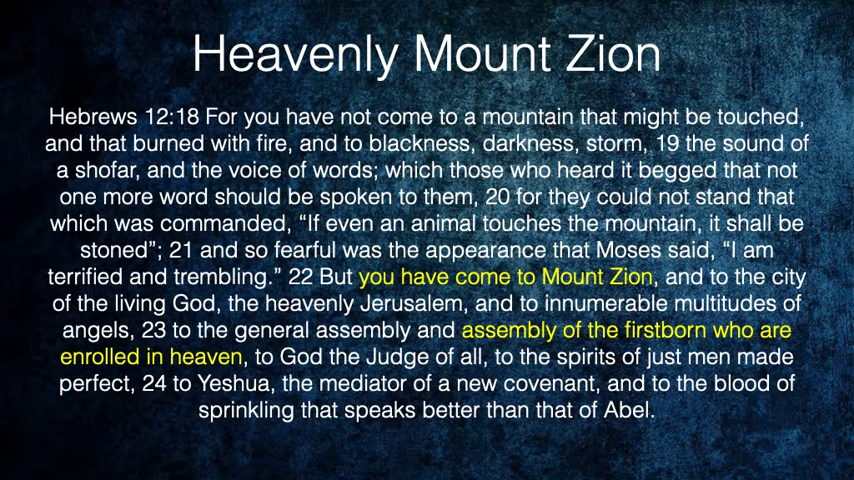 Heavenly Mount Zion
Hebrews 12:18 For you have not come to a mountain that might be touched,
and that burned with fire, and to blackness, darkness, storm, 19 the sound of
a shofar, and the voice of words; which those who heard it begged that not
one more word should be spoken to them, 20 for they could not stand that
which was commanded, “If even an animal touches the mountain, it shall be
stoned”; 21 and so fearful was the appearance that Moses said, “I am
terrified and trembling.” 22 But you have come to Mount Zion, and to the city
of the living God, the heavenly Jerusalem, and to innumerable multitudes of
angels, 23 to the general assembly and assembly of the firstborn who are
enrolled in heaven, to God the Judge of all, to the spirits of just men made
perfect, 24 to Yeshua, the mediator of a new covenant, and to the blood of
sprinkling that speaks better than that of Abel.